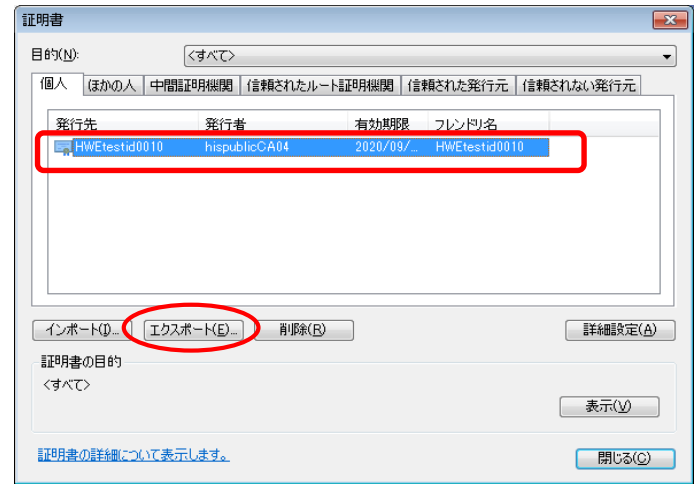 証明書
目的(N): <すべて>
個人 ほかの人 中間証明機関 信頼されたルート証明機関 信頼された発行元 信頼されない発行元
発行先 発行者 有効期限 フレンドリ名
HWEtestid0010 hispublicCA04 2020/09/... HWEtestid0010
インポート(I)... エクスポート(E)... 削除(R) 詳細設定(A)
証明書の目的
<すべて>
表示(V)
証明書の詳細について表示します。
閉じる(C)